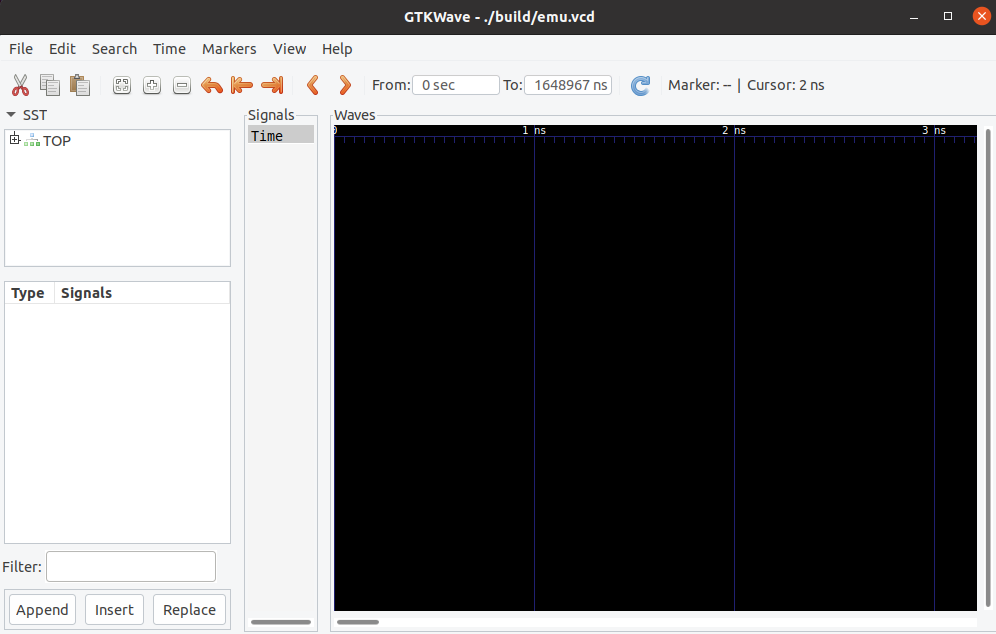 GTKWave - ./build/emu.vcd
File Edit Search Time Markers View Help
From: 0 sec To: 1648967 ns Marker: -- | Cursor: 2 ns
SST
TOP
Type Signals
Filter:
Append Insert Replace
Signals
Time
Waves
0 1 ns 2 ns 3 ns